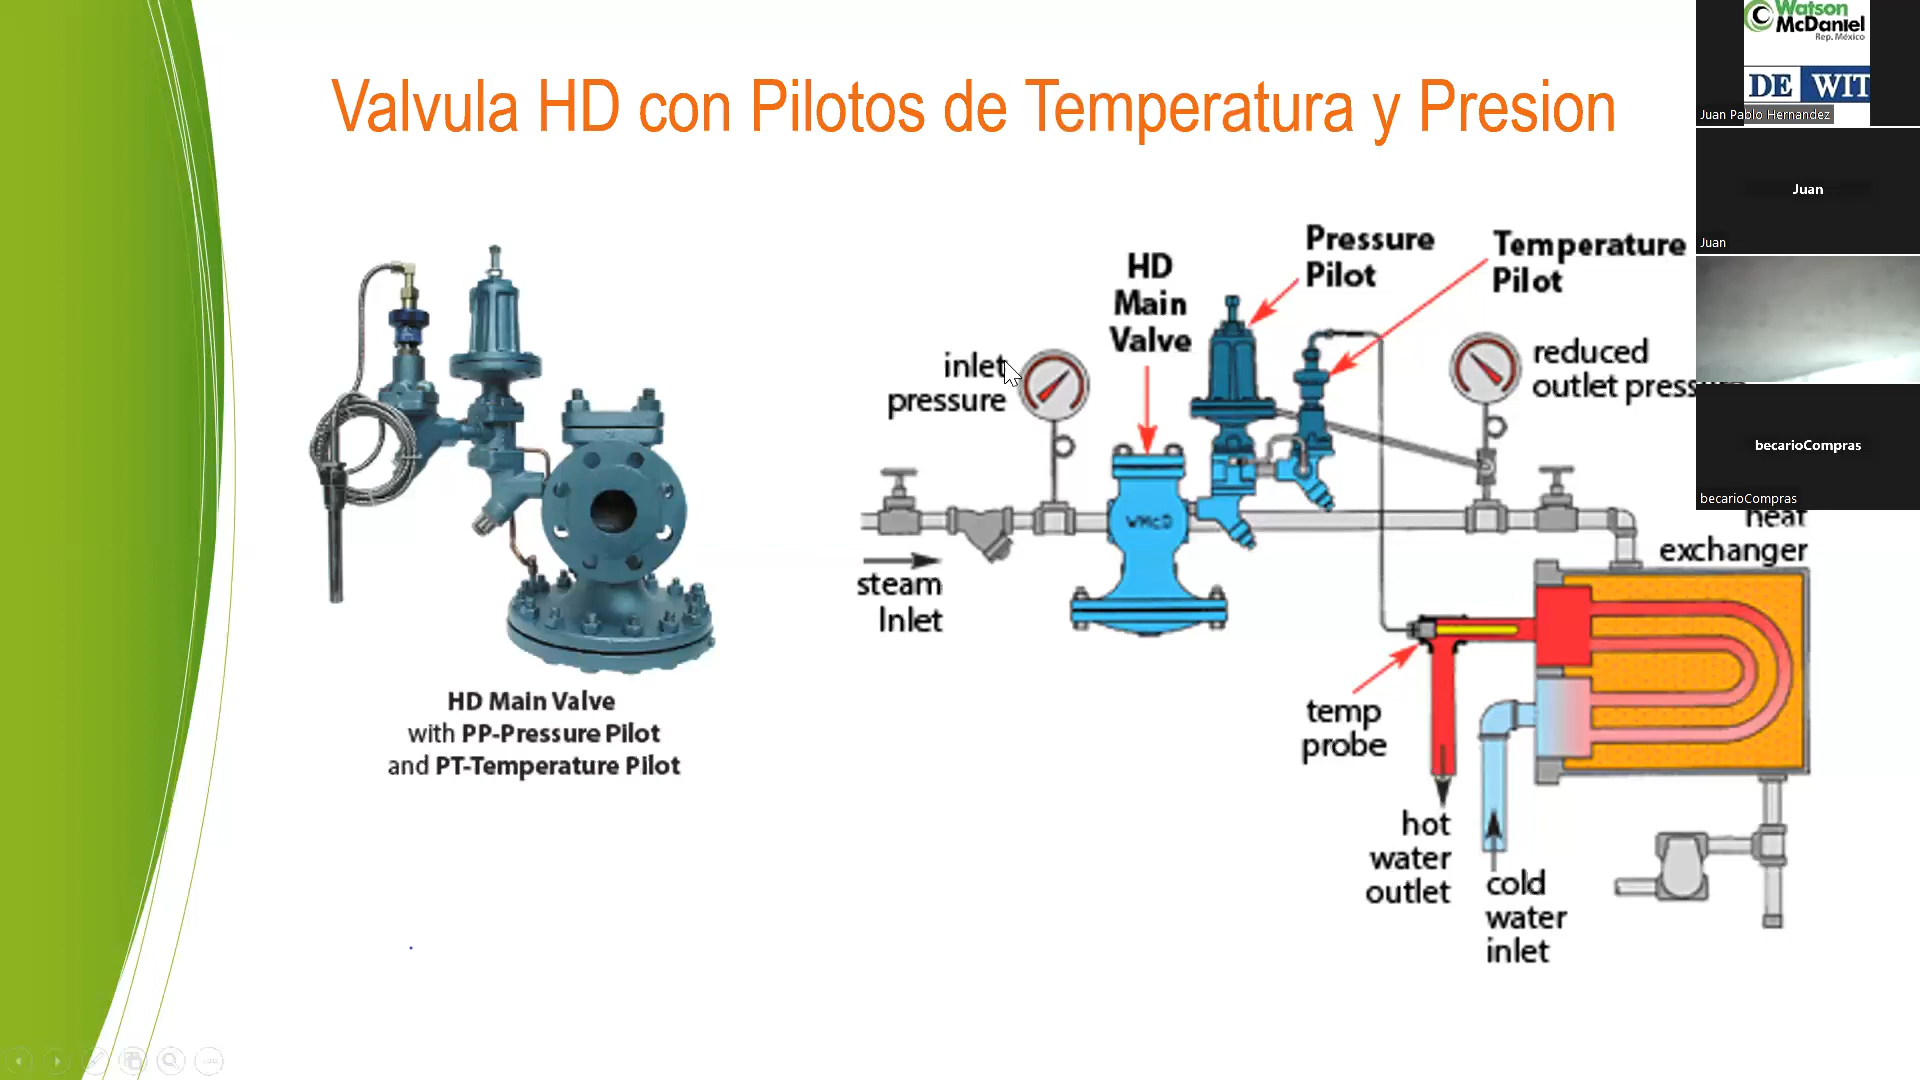 Valvula HD con Pilotos de Temperatura y Presion
HD Main Valve
with PP-Pressure Pilot
and PT-Temperature Pilot
inlet
pressure
HD
Main
Valve
Pressure
Pilot
Temperature
Pilot
reduced
outlet pressure
WMCD
steam
Inlet
heat
exchanger
temp
probe
hot
water
outlet
cold
water
inlet
Watson
McDaniel
Rep. México
DE WIT
Juan Pablo Hernandez
Juan
Juan
becarioCompras
becarioCompras